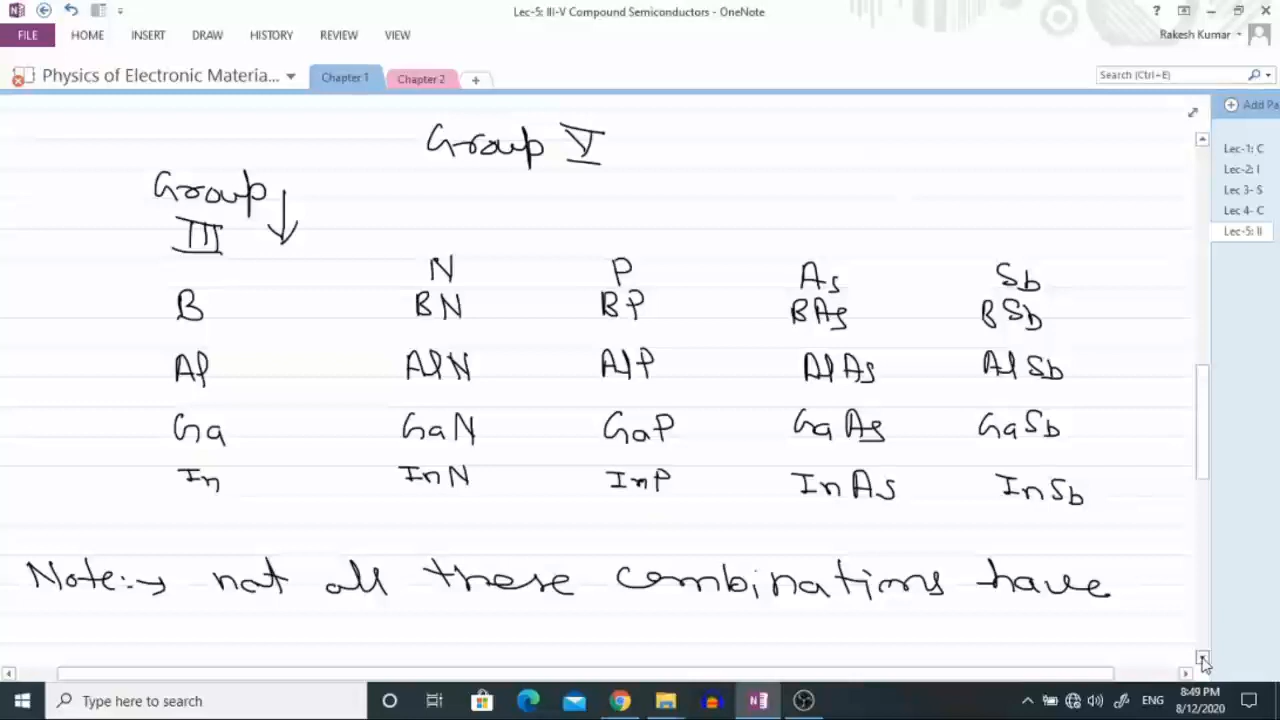 Lec-5: III-V Compound Semiconductors - OneNote
FILE HOME INSERT DRAW HISTORY REVIEW VIEW
Rakesh Kumar
Physics of Electronic Materia... Chapter 1 Chapter 2
Search (Ctrl+E)
Add Pa
Lec-1: C
Lec-2: I
Lec 3- S
Lec 4- C
Lec-5: II
Group V
Group
III
N P As Sb
B BN BP BAs BSb
Al AlN AlP AlAs AlSb
Ga GaN GaP GaAs GaSb
In InN InP InAs InSb
Note:→ not all these combinations have
Type here to search
ENG
8:49 PM
8/12/2020